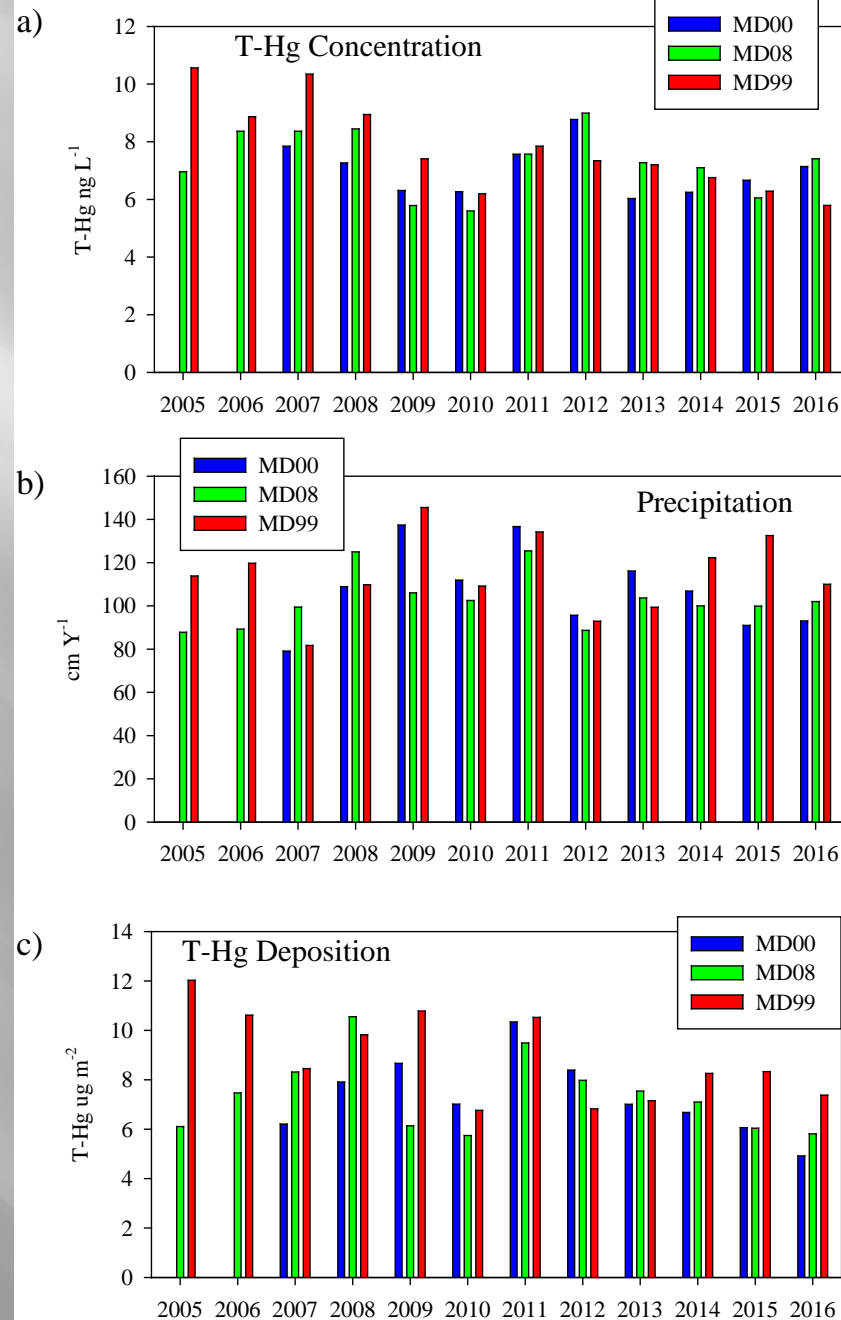 a)
T-Hg Concentration
MD00
MD08
MD99
T-Hg ng L⁻¹
12
10
8
6
4
2
0
2005 2006 2007 2008 2009 2010 2011 2012 2013 2014 2015 2016
b)
MD00
MD08
MD99
Precipitation
cm Y⁻¹
160
140
120
100
80
60
40
20
0
2005 2006 2007 2008 2009 2010 2011 2012 2013 2014 2015 2016
c)
T-Hg Deposition
MD00
MD08
MD99
T-Hg ug m⁻²
14
12
10
8
6
4
2
0
2005 2006 2007 2008 2009 2010 2011 2012 2013 2014 2015 2016